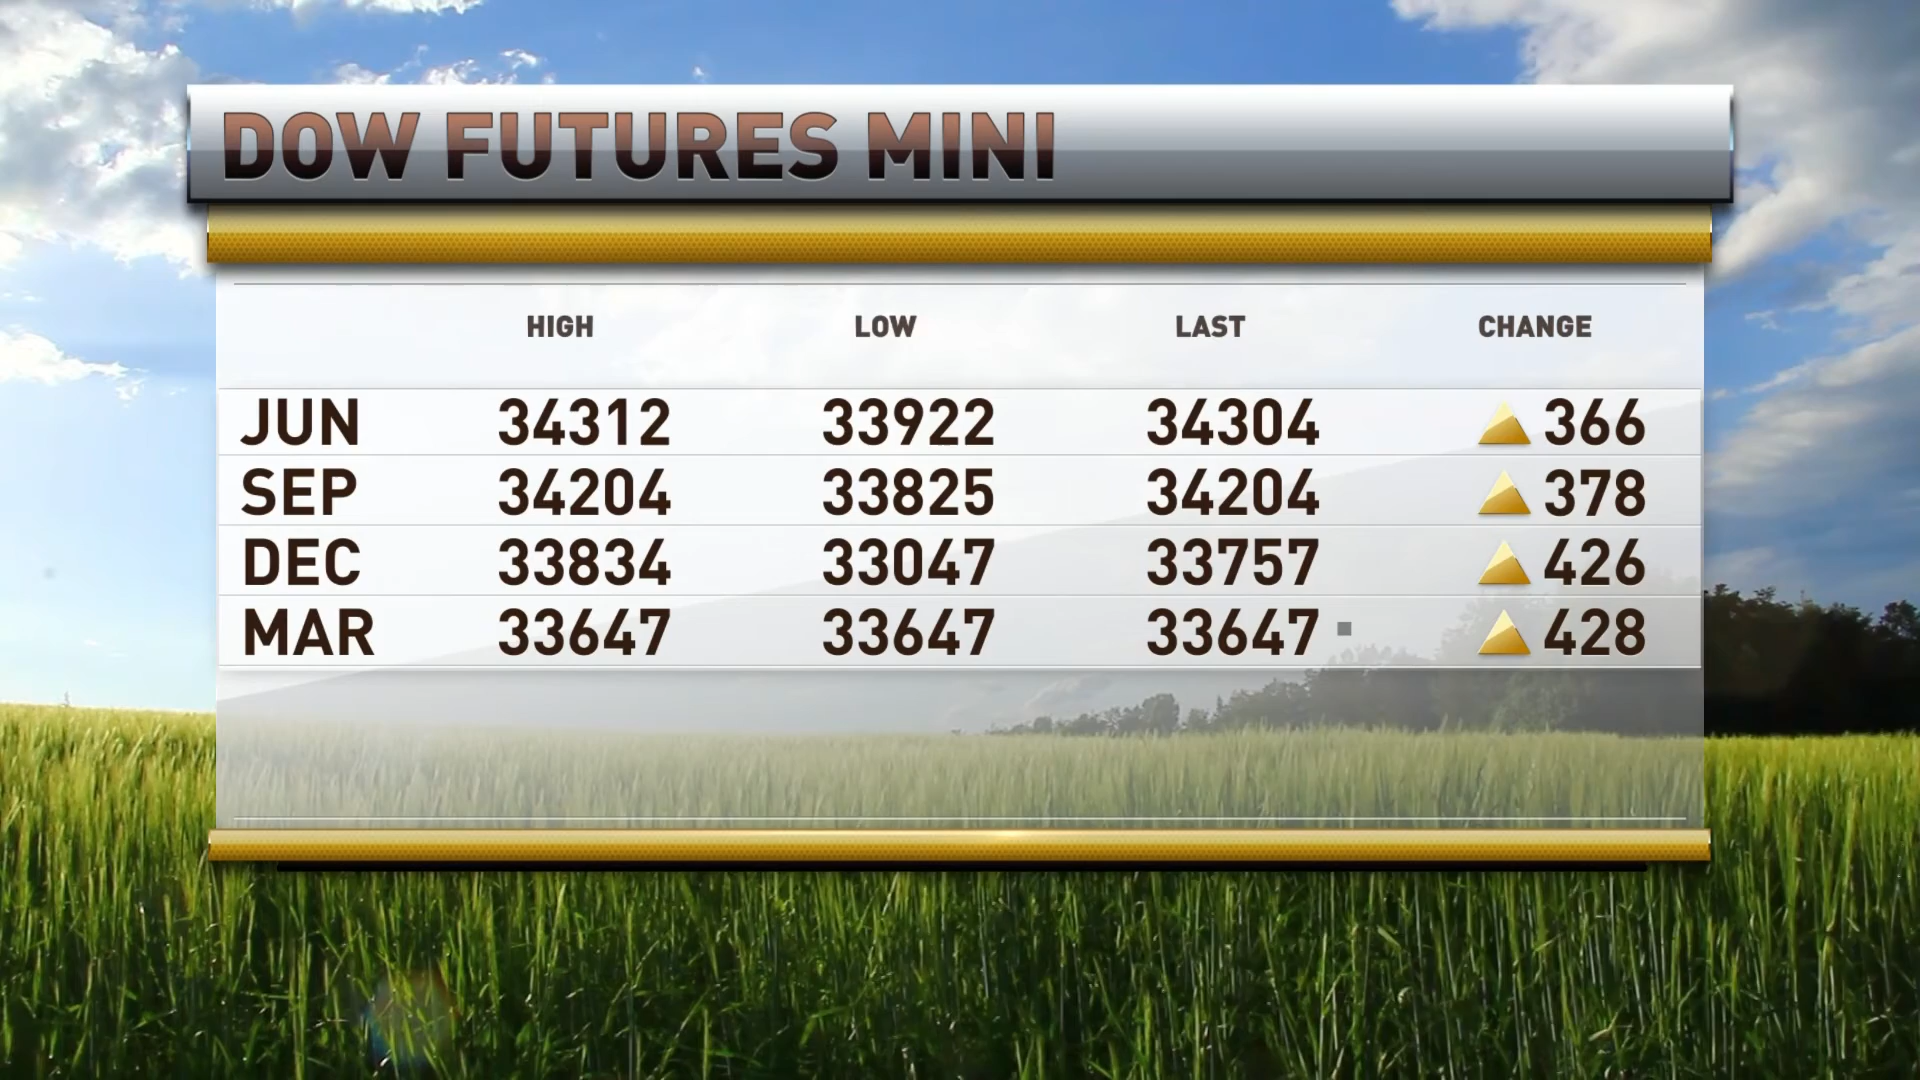 DOW FUTURES MINI
HIGH LOW LAST CHANGE
JUN 34312 33922 34304 366
SEP 34204 33825 34204 378
DEC 33834 33047 33757 426
MAR 33647 33647 33647 428